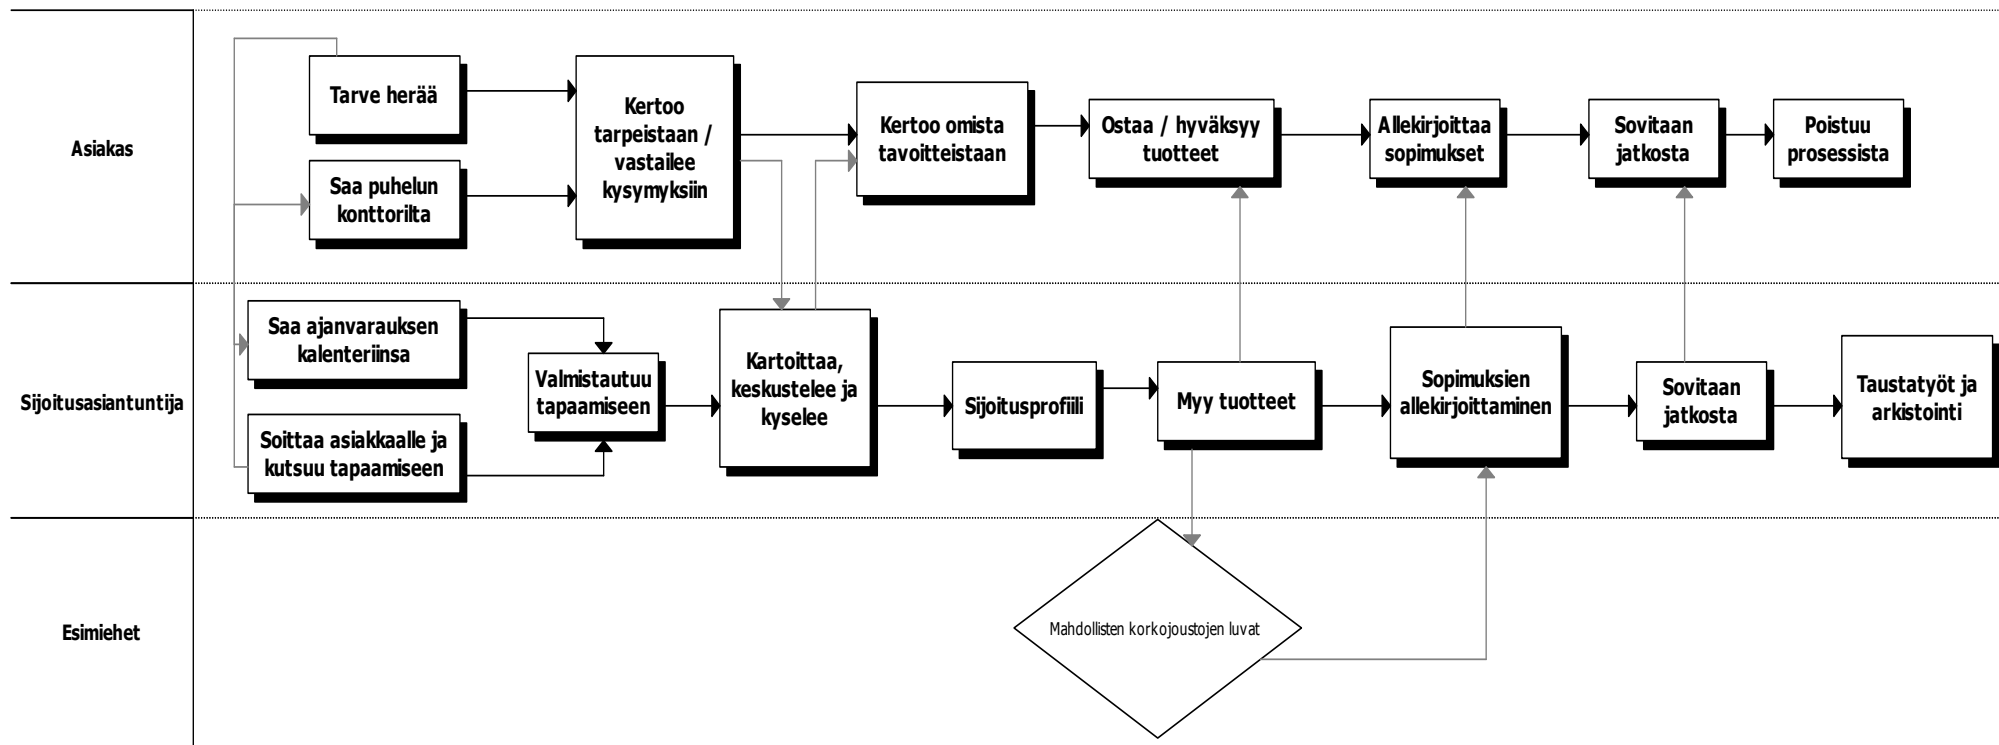 Asiakas
Tarve herää
Saa puhelun
konttorilta
Kertoo
tarpeistaan /
vastailee
kysymyksiin
Kertoo omista
tavoitteistaan
Ostaa / hyväksyy
tuotteet
Allekirjoittaa
sopimukset
Sovitaan
jatkosta
Poistuu
prosessista
Sijoitusasiantuntija
Saa ajanvarauksen
kalenteriinsa
Soittaa asiakkaalle ja
kutsuu tapaamiseen
Valmistautuu
tapaamiseen
Kartoittaa,
keskustelee ja
kyselee
Sijoitusprofiili
Myy tuotteet
Sopimuksien
allekirjoittaminen
Sovitaan
jatkosta
Taustatyöt ja
arkistointi
Esimiehet
Mahdollisten korkojoustojen luvat